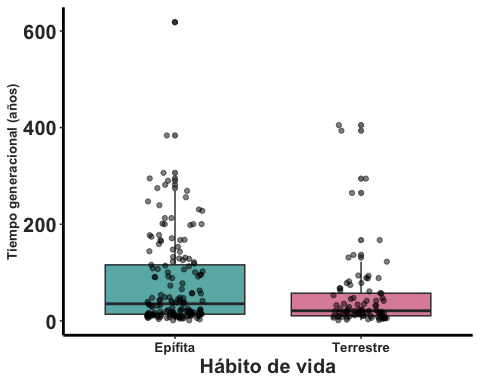 Tiempo generacional (años)
600
400
200
0
Epífita
Terrestre
Hábito de vida